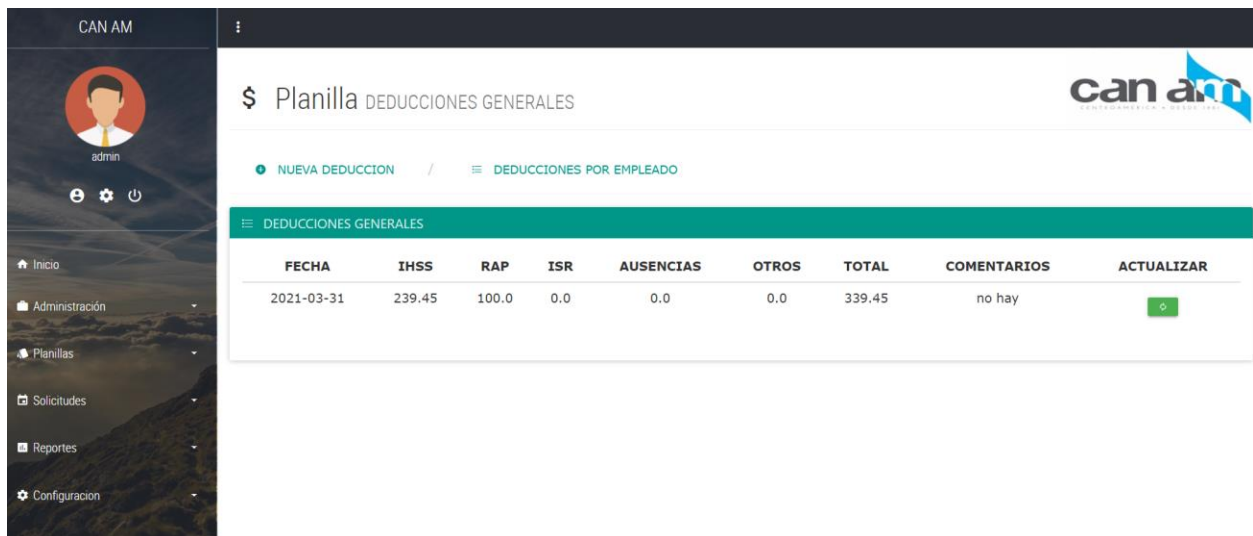 CAN AM
admin
Inicio
Administración
Planillas
Solicitudes
Reportes
Configuracion
$ Planilla DEDUCCIONES GENERALES
can am
NUEVA DEDUCCION / DEDUCCIONES POR EMPLEADO
DEDUCCIONES GENERALES
FECHA IHSS RAP ISR AUSENCIAS OTROS TOTAL COMENTARIOS ACTUALIZAR
2021-03-31 239.45 100.0 0.0 0.0 0.0 339.45 no hay